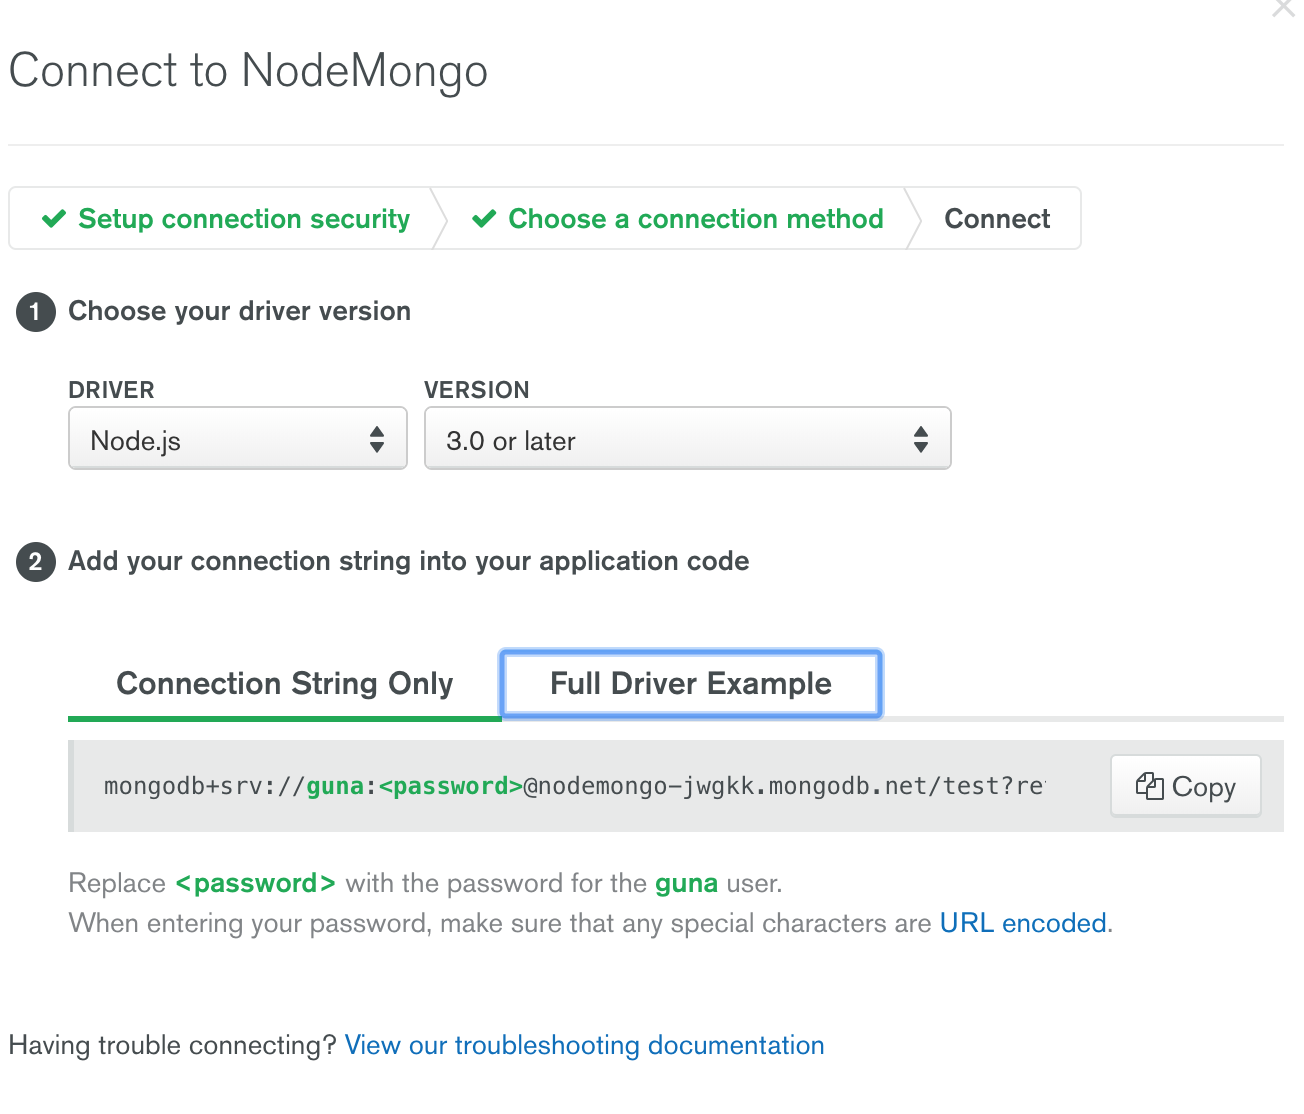 Connect to NodeMongo
Setup connection security
Choose a connection method
Connect
1 Choose your driver version
DRIVER VERSION
Node.js 3.0 or later
2 Add your connection string into your application code
Connection String Only Full Driver Example
mongodb+srv://guna:<password>@nodemongo-jwgkk.mongodb.net/test?re
Copy
Replace <password> with the password for the guna user.
When entering your password, make sure that any special characters are URL encoded.
Having trouble connecting? View our troubleshooting documentation